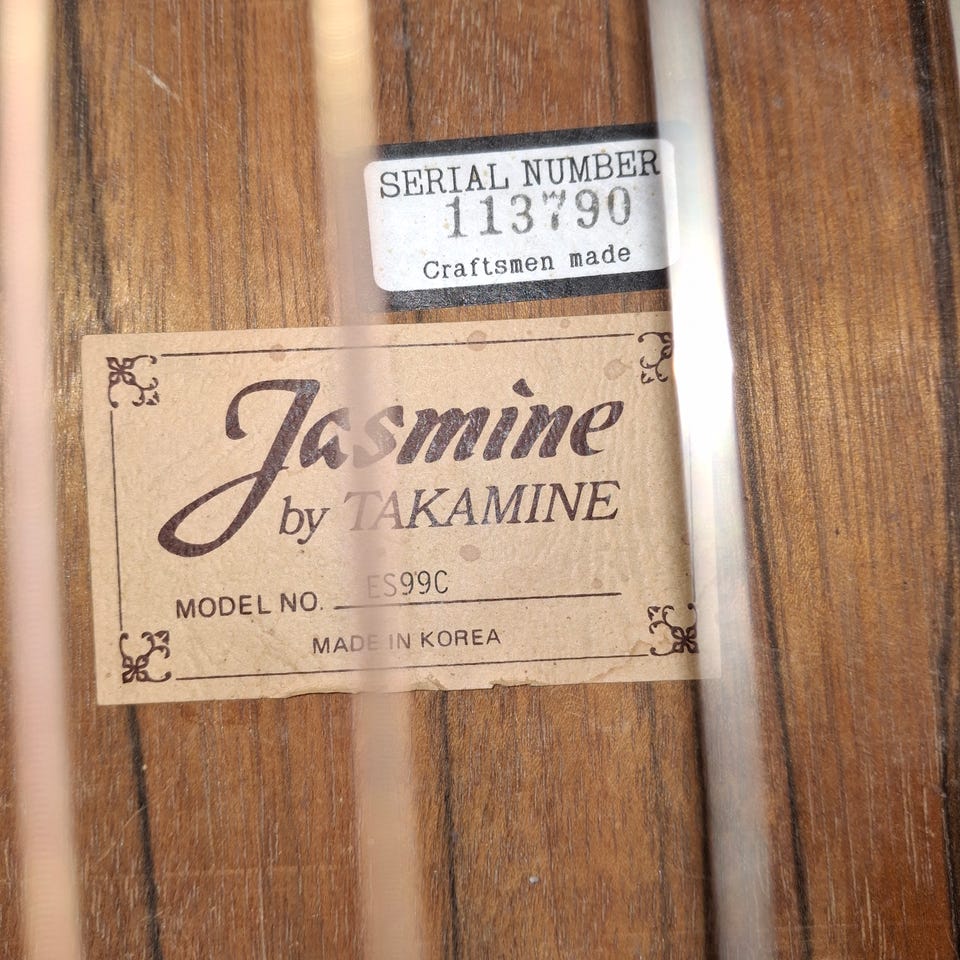 SERIAL NUMBER
113790
Craftsmen made
Jasmine
by TAKAMINE
MODEL NO. ES99C
MADE IN KOREA